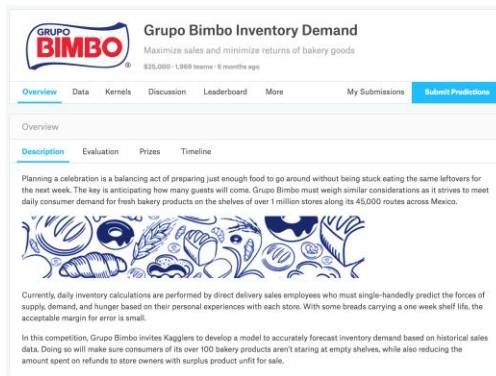 GRUPO
BIMBO
®
Grupo Bimbo Inventory Demand
Maximize sales and minimize returns of bakery goods
$25,000 · 1,969 teams · 6 months ago
Overview Data Kernels Discussion Leaderboard More My Submissions Submit Predictions
Overview
Description Evaluation Prizes Timeline
Planning a celebration is a balancing act of preparing just enough food to go around without being stuck eating the same leftovers for
the next week. The key is anticipating how many guests will come. Grupo Bimbo must weigh similar considerations as it strives to meet
daily consumer demand for fresh bakery products on the shelves of over 1 million stores along its 45,000 routes across Mexico.
Currently, daily inventory calculations are performed by direct delivery sales employees who must single-handedly predict the forces of
supply, demand, and hunger based on their personal experiences with each store. With some breads carrying a one week shelf life, the
acceptable margin for error is small.
In this competition, Grupo Bimbo invites Kagglers to develop a model to accurately forecast inventory demand based on historical sales
data. Doing so will make sure consumers of its over 100 bakery products aren't staring at empty shelves, while also reducing the
amount spent on refunds to store owners with surplus product unfit for sale.